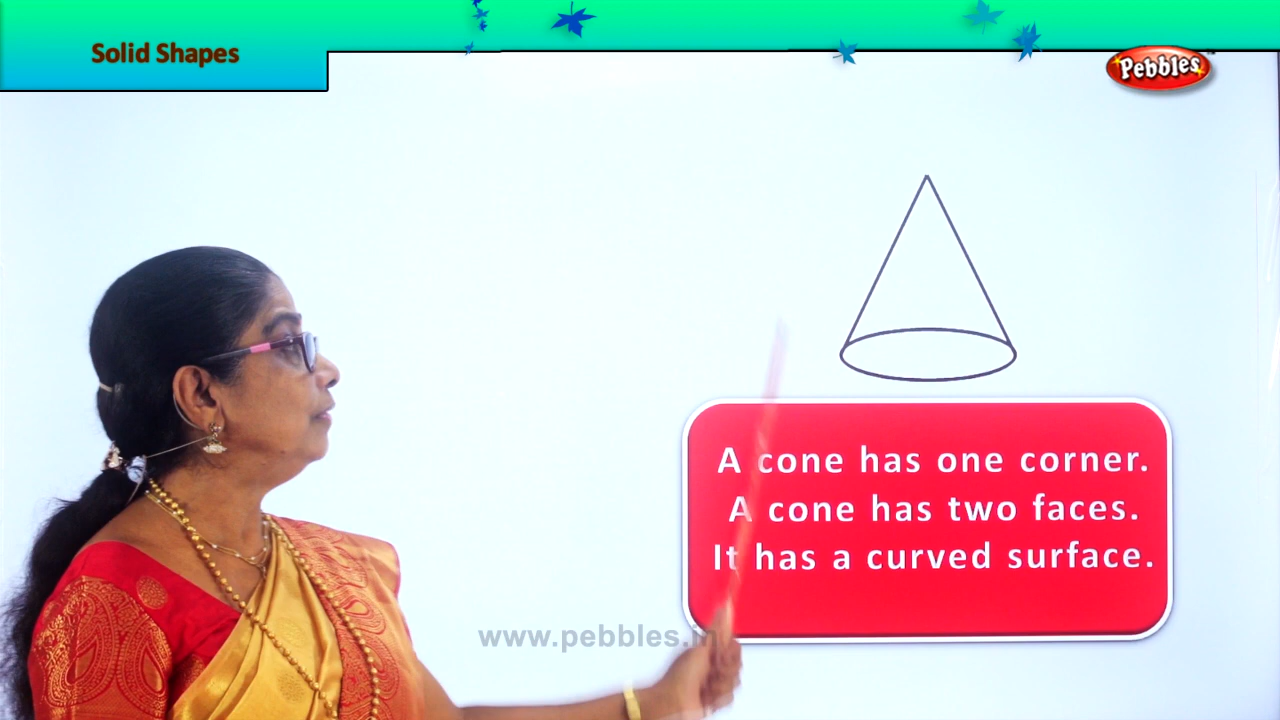 Solid Shapes
Pebbles
A cone has one corner.
A cone has two faces.
It has a curved surface.
www.pebbles.in